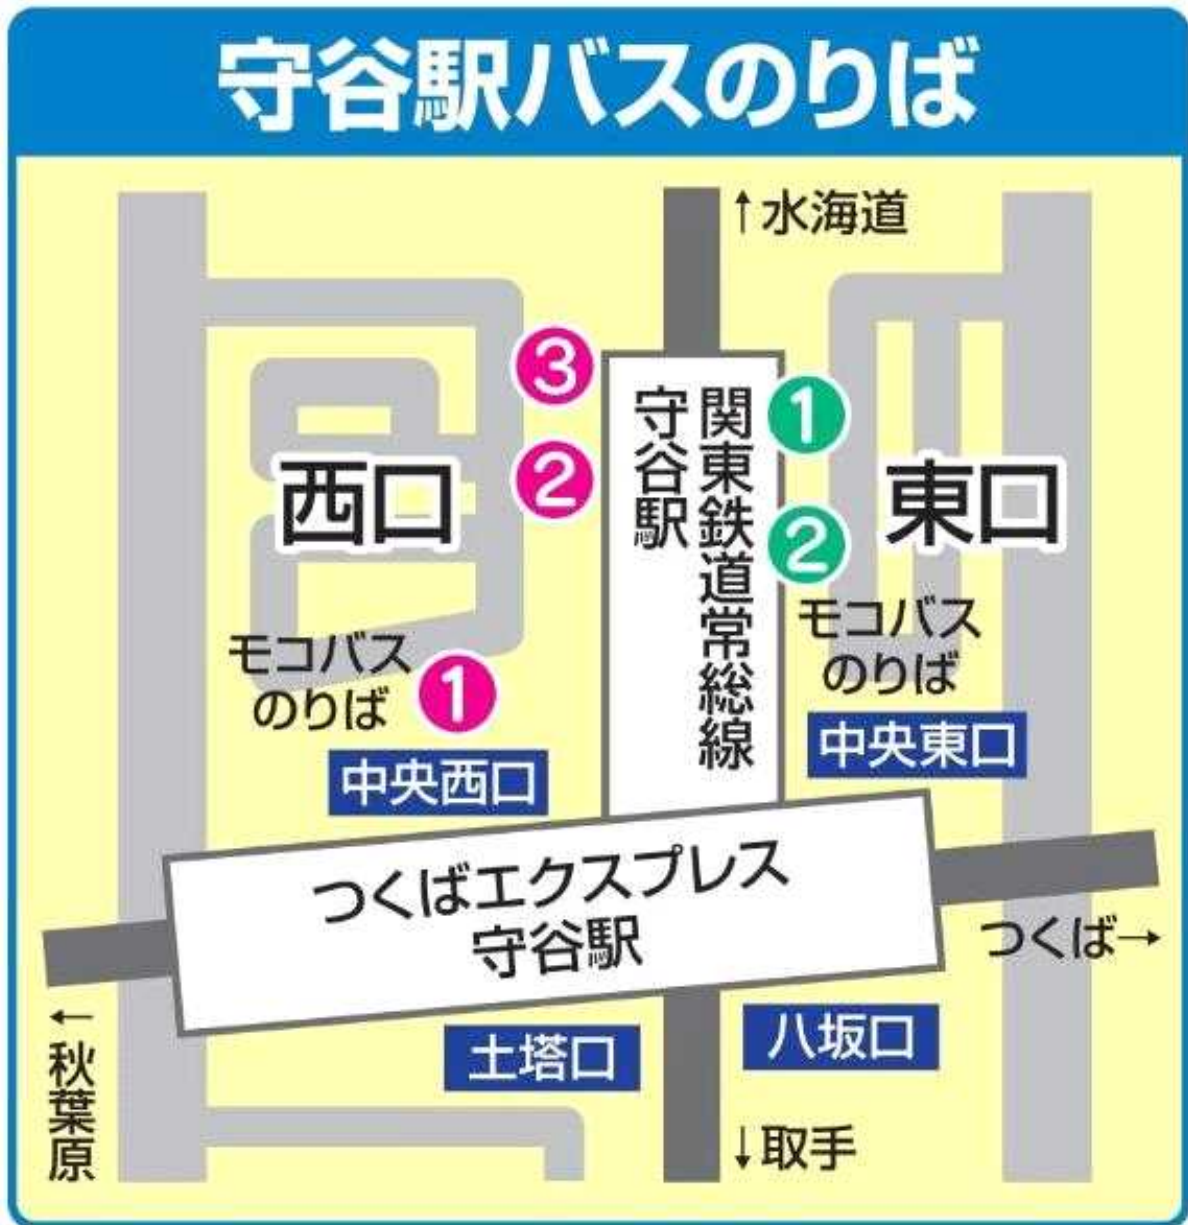 守谷駅バスのりば
↑水海道
③
②
①
②
関東鉄道常総線
守谷駅
西口
東口
モコバス
のりば
①
モコバス
のりば
中央西口
中央東口
つくばエクスプレス
守谷駅
つくば→
←秋葉原
土塔口
八坂口
↓取手